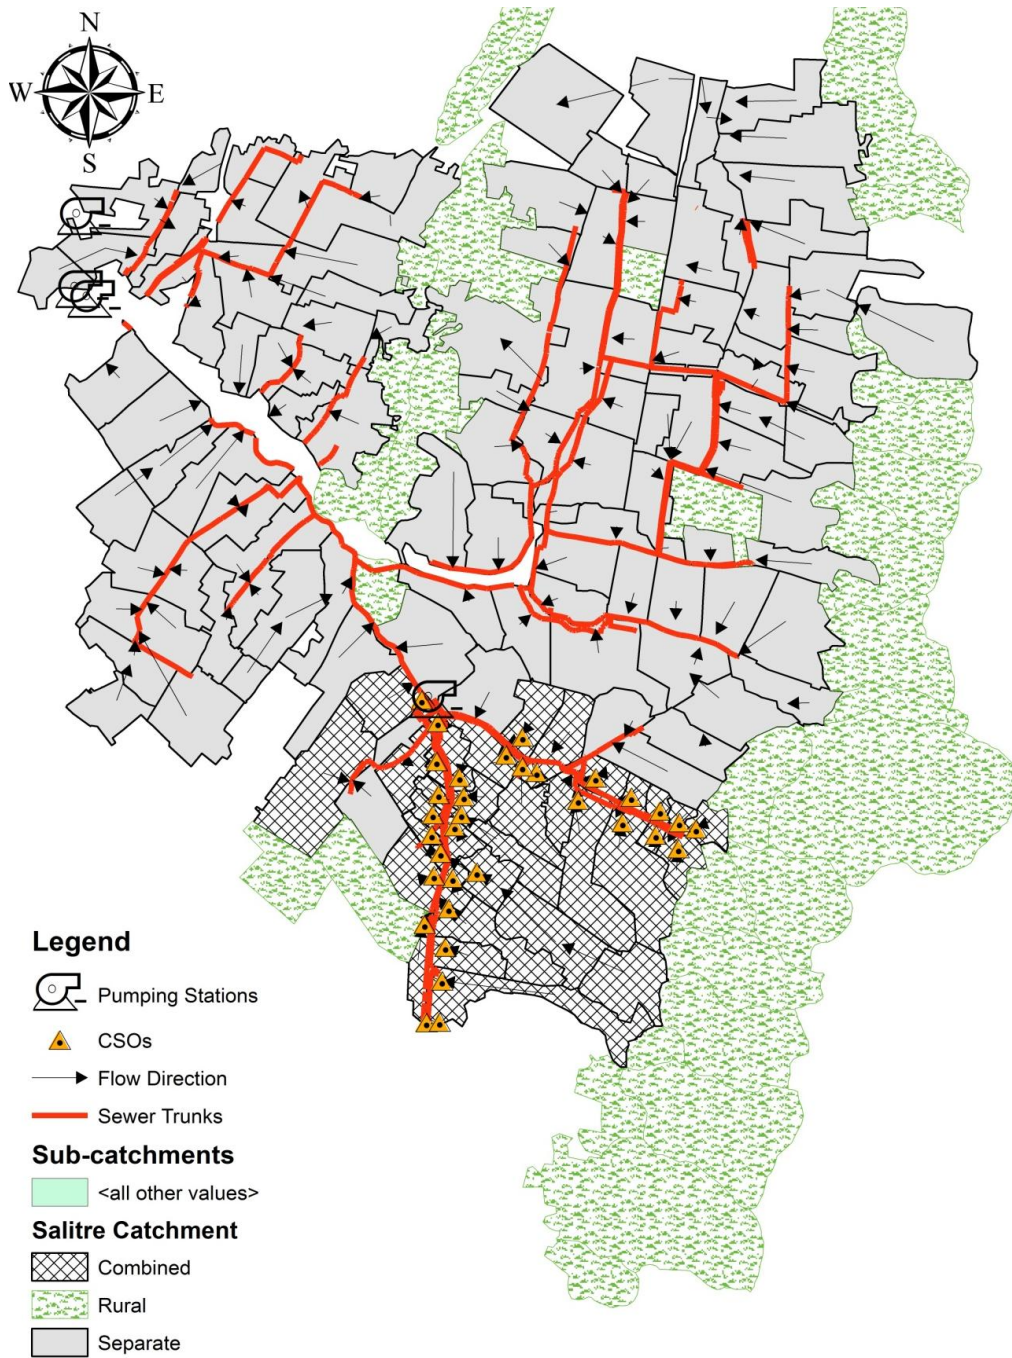 N
W
E
S
Legend
Pumping Stations
CSOs
Flow Direction
Sewer Trunks
Sub-catchments
<all other values>
Salitre Catchment
Combined
Rural
Separate